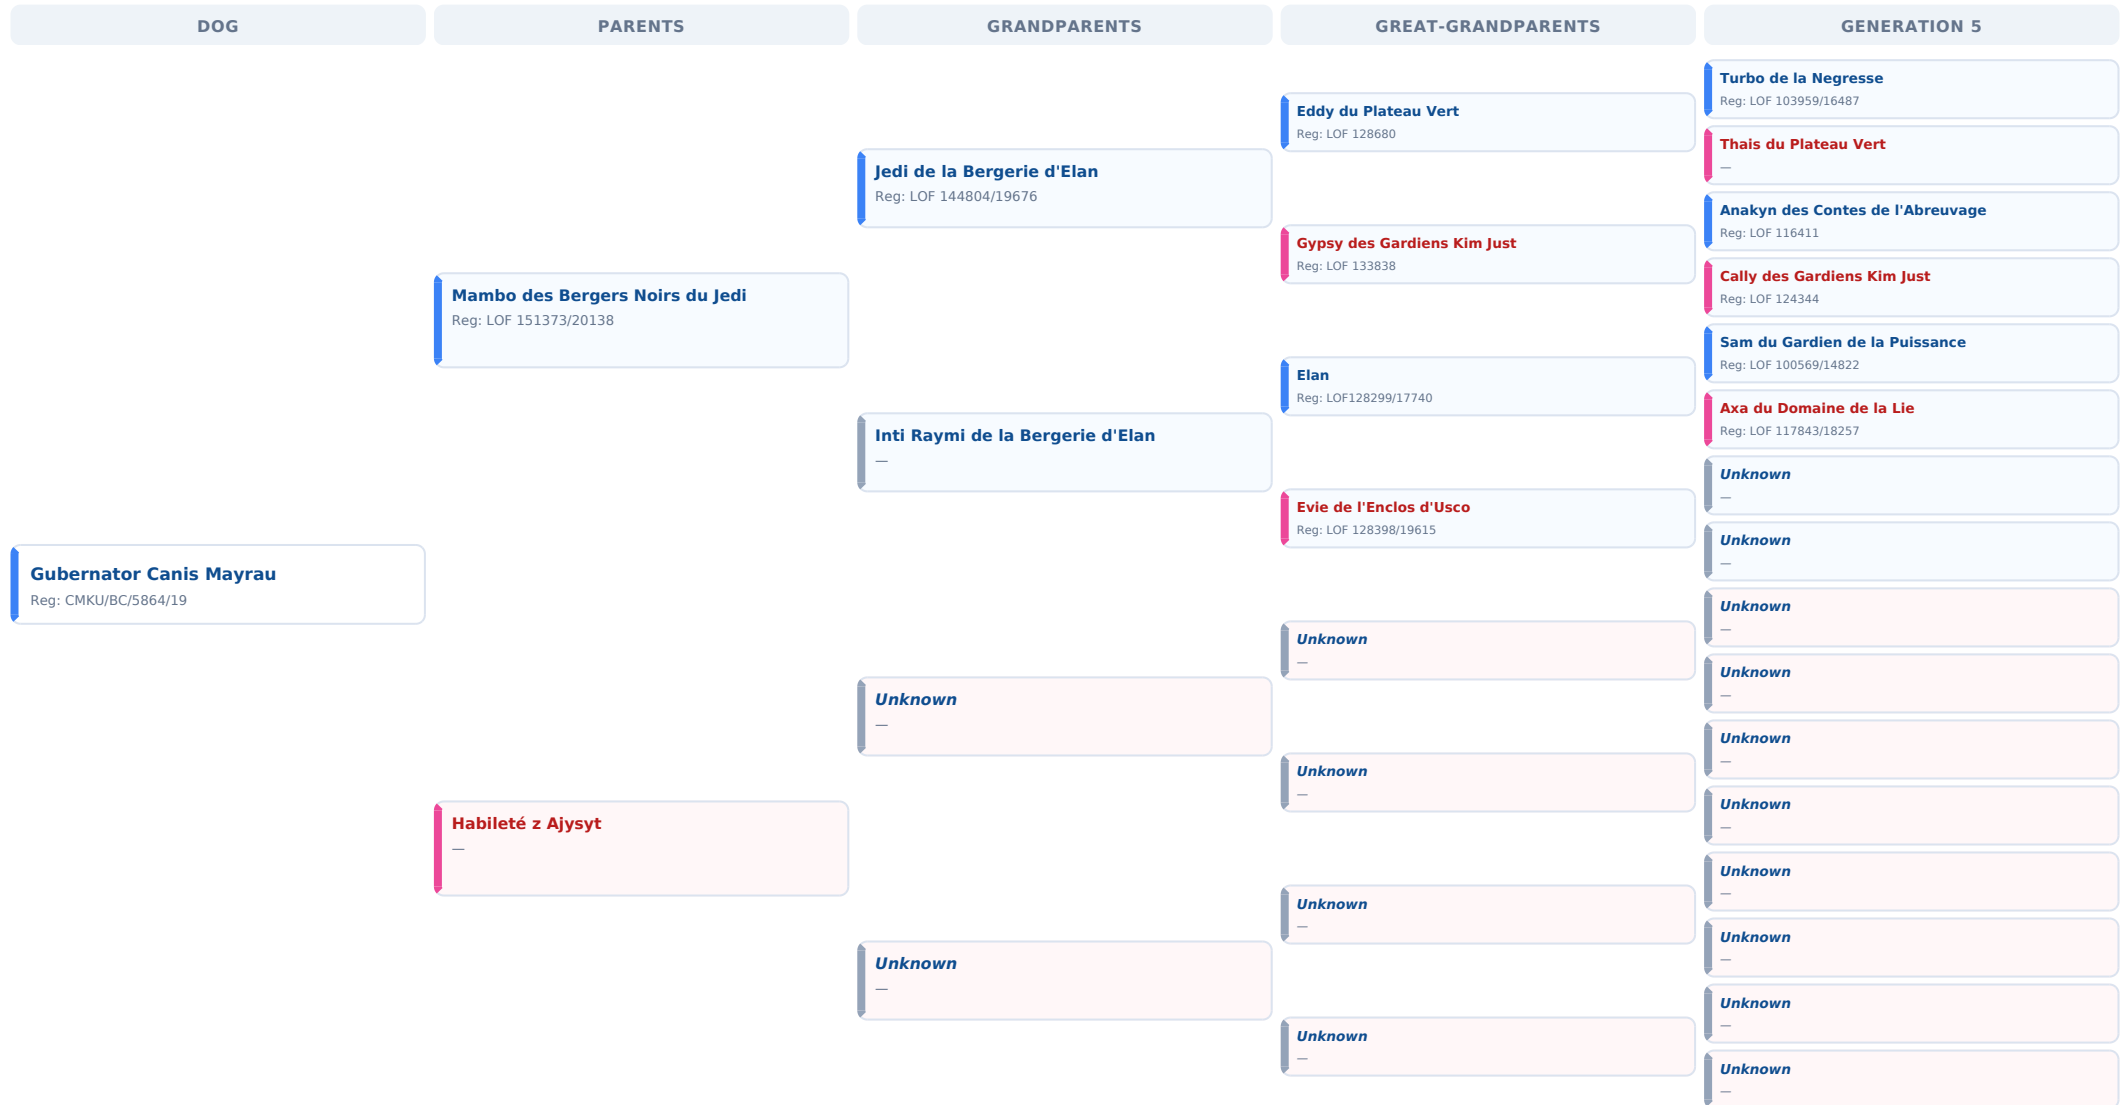 DOG
PARENTS
GRANDPARENTS
GREAT-GRANDPARENTS
GENERATION 5
Gubernator Canis Mayrau
Reg: CMKU/BC/5864/19
Mambo des Bergers Noirs du Jedi
Reg: LOF 151373/20138
Habileté z Ajysyt
—
Jedi de la Bergerie d'Elan
Reg: LOF 144804/19676
Inti Raymi de la Bergerie d'Elan
—
Unknown
—
Unknown
—
Eddy du Plateau Vert
Reg: LOF 128680
Gypsy des Gardiens Kim Just
Reg: LOF 133838
Elan
Reg: LOF128299/17740
Evie de l'Enclos d'Usco
Reg: LOF 128398/19615
Unknown
—
Unknown
—
Unknown
—
Unknown
—
Turbo de la Negresse
Reg: LOF 103959/16487
Thais du Plateau Vert
—
Anakyn des Contes de l'Abreuvage
Reg: LOF 116411
Cally des Gardiens Kim Just
Reg: LOF 124344
Sam du Gardien de la Puissance
Reg: LOF 100569/14822
Axa du Domaine de la Lie
Reg: LOF 117843/18257
Unknown
—
Unknown
—
Unknown
—
Unknown
—
Unknown
—
Unknown
—
Unknown
—
Unknown
—
Unknown
—
Unknown
—